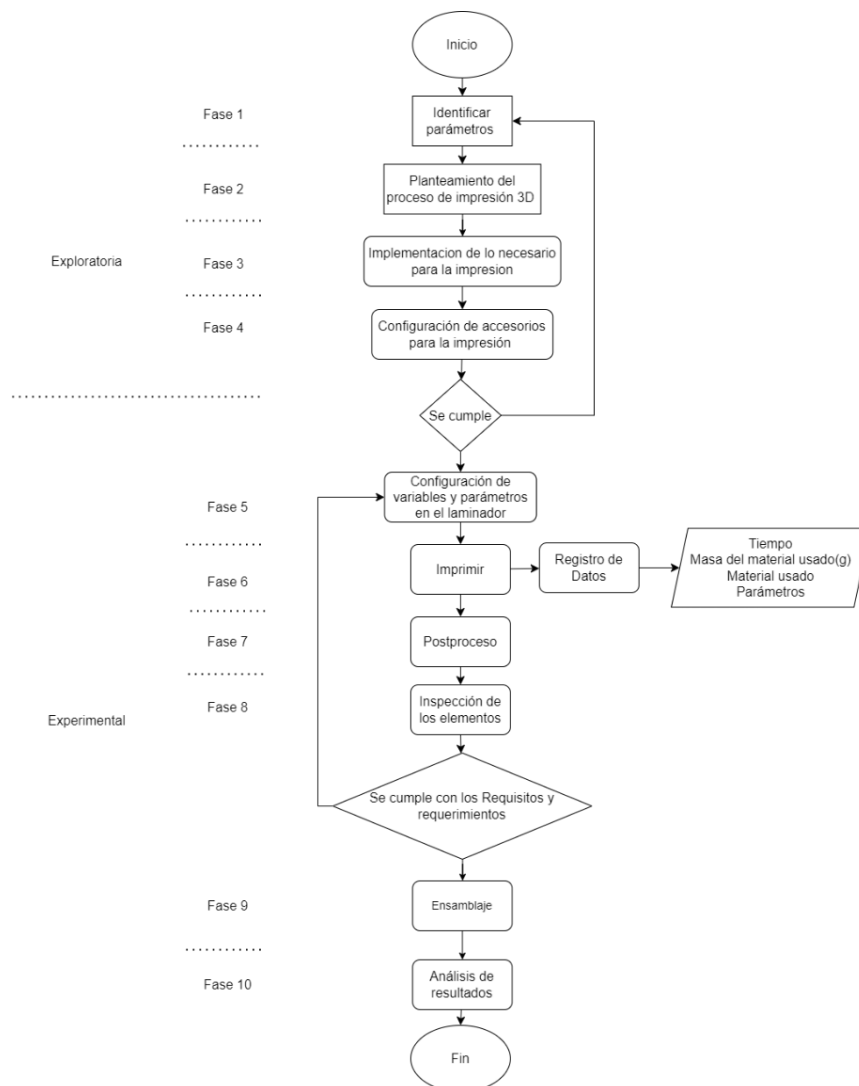 Inicio
Fase 1
Identificar
parámetros
Fase 2
Planteamiento del
proceso de impresión 3D
Exploratoria
Fase 3
Implementacion de lo necesario
para la impresion
Fase 4
Configuración de accesorios
para la impresión
Se cumple
Fase 5
Configuración de
variables y parámetros
en el laminador
Fase 6
Imprimir
Registro de
Datos
Tiempo
Masa del material usado(g)
Material usado
Parámetros
Fase 7
Postproceso
Experimental
Fase 8
Inspección de
los elementos
Se cumple con los Requisitos y
requerimientos
Fase 9
Ensamblaje
Fase 10
Análisis de
resultados
Fin